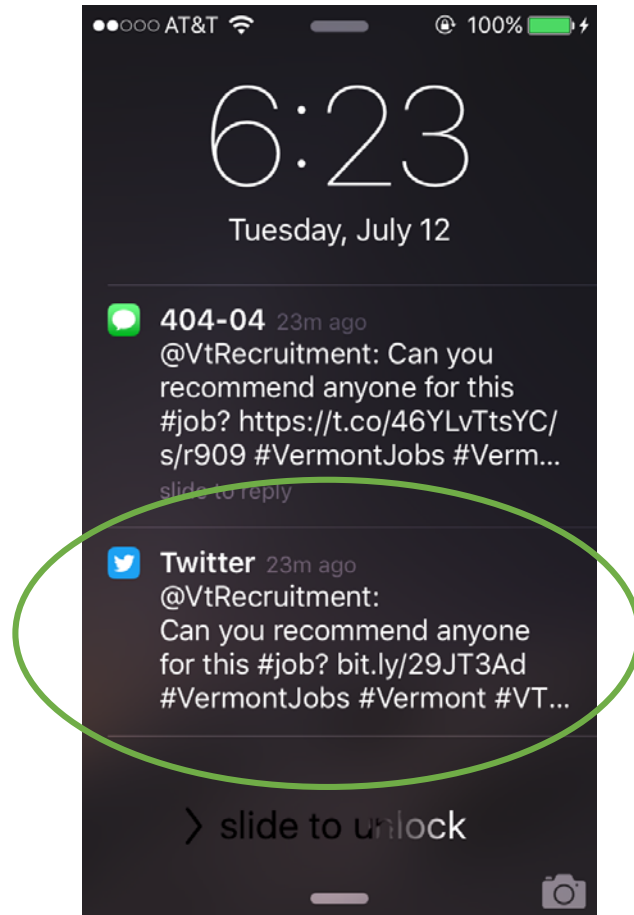 AT&T 100%
6:23
Tuesday, July 12
404-04 23m ago
@VtRecruitment: Can you
recommend anyone for this
#job? https://t.co/46YLvTtsYC/
s/r909 #VermontJobs #Verm...
slide to reply
Twitter 23m ago
@VtRecruitment:
Can you recommend anyone
for this #job? bit.ly/29JT3Ad
#VermontJobs #Vermont #VT...
> slide to unlock